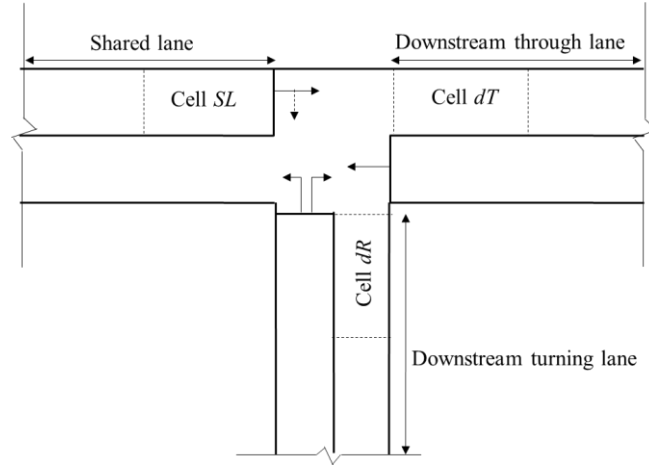 Shared lane
Downstream through lane
Cell SL
Cell dT
Cell dR
Downstream turning lane